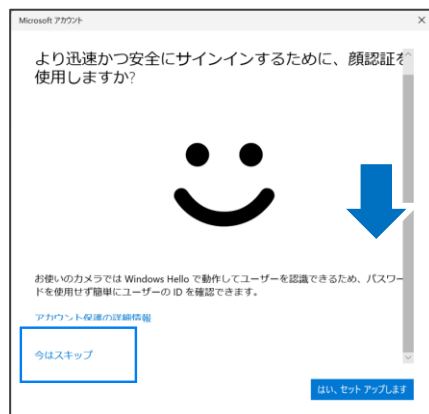 Microsoft アカウント
より迅速かつ安全にサインインするために、顔認証を
使用しますか?
お使いのカメラでは Windows Hello で動作してユーザーを認識できるため、パスワー
ドを使用せず簡単にユーザーの ID を確認できます。
アカウント保護の詳細情報
今はスキップ
はい、セット アップします